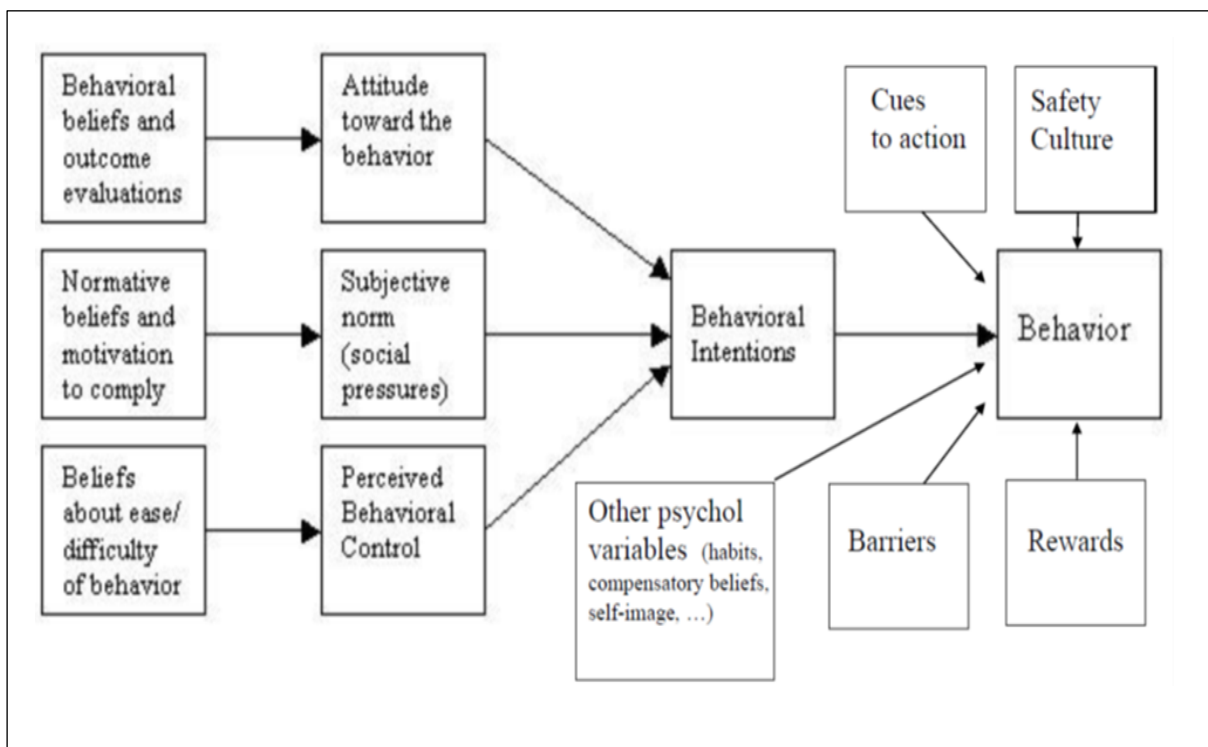 Behavioral
beliefs and
outcome
evaluations
Attitude
toward the
behavior
Cues
to action
Safety
Culture
Normative
beliefs and
motivation
to comply
Subjective
norm
(social
pressures)
Behavioral
Intentions
Behavior
Beliefs
about ease/
difficulty
of behavior
Perceived
Behavioral
Control
Other psychol
variables (habits,
compensatory beliefs,
self-image, …)
Barriers
Rewards